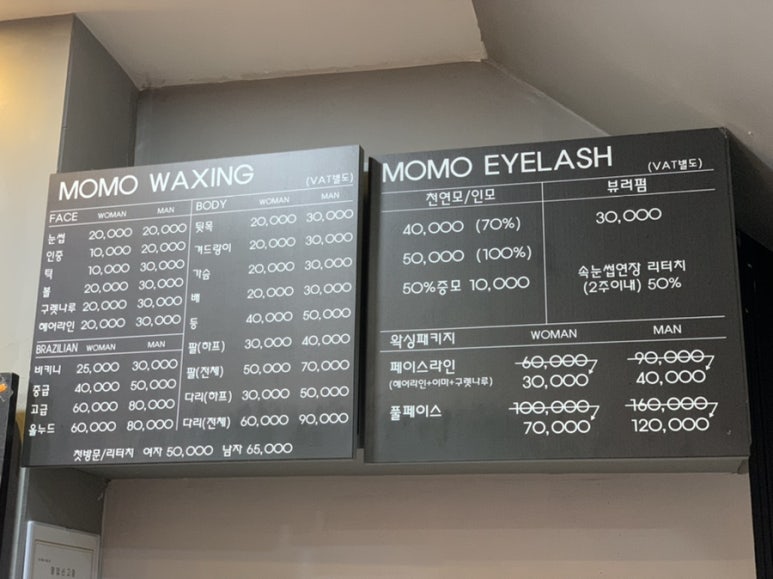 MOMO WAXING (VAT별도)
FACE WOMAN MAN
눈썹 20,000 20,000
인중 10,000 20,000
턱 10,000 30,000
볼 20,000 30,000
구렛나루 20,000 30,000
헤어라인 20,000 30,000
BRAZILIAN WOMAN MAN
비키니 25,000 30,000
중급 40,000 50,000
고급 60,000 80,000
올누드 60,000 80,000
BODY WOMAN MAN
뒷목 20,000 30,000
겨드랑이 20,000 30,000
가슴 20,000 30,000
배 20,000 30,000
등 40,000 50,000
팔(하프) 30,000 40,000
팔(전체) 50,000 70,000
다리(하프) 30,000 50,000
다리(전체) 60,000 90,000
첫방문/리터치 여자 50,000 남자 65,000
MOMO EYELASH (VAT별도)
천연모/인모
40,000 (70%)
50,000 (100%)
50%증모 10,000
뷰러펌
30,000
속눈썹연장 리터치
(2주이내) 50%
왁싱패키지 WOMAN MAN
페이스라인 60,000 90,000
(헤어라인+이마+구렛나루) 30,000 40,000
풀페이스 100,000 160,000
70,000 120,000